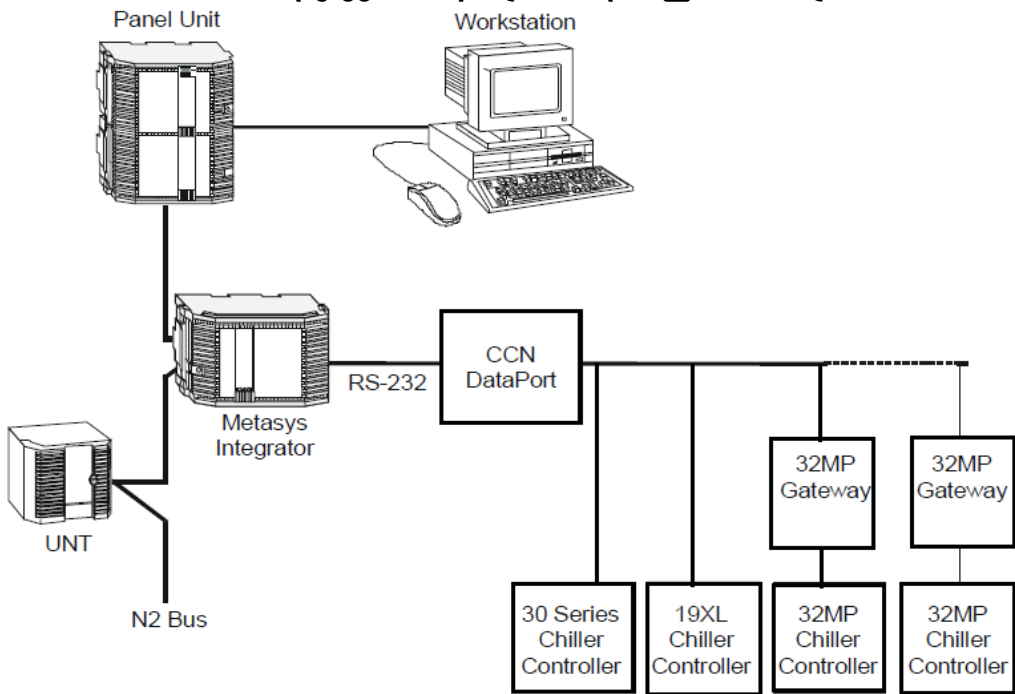 Panel Unit
Workstation
CCN
DataPort
RS-232
Metasys
Integrator
32MP
Gateway
32MP
Gateway
UNT
N2 Bus
30 Series
Chiller
Controller
19XL
Chiller
Controller
32MP
Chiller
Controller
32MP
Chiller
Controller